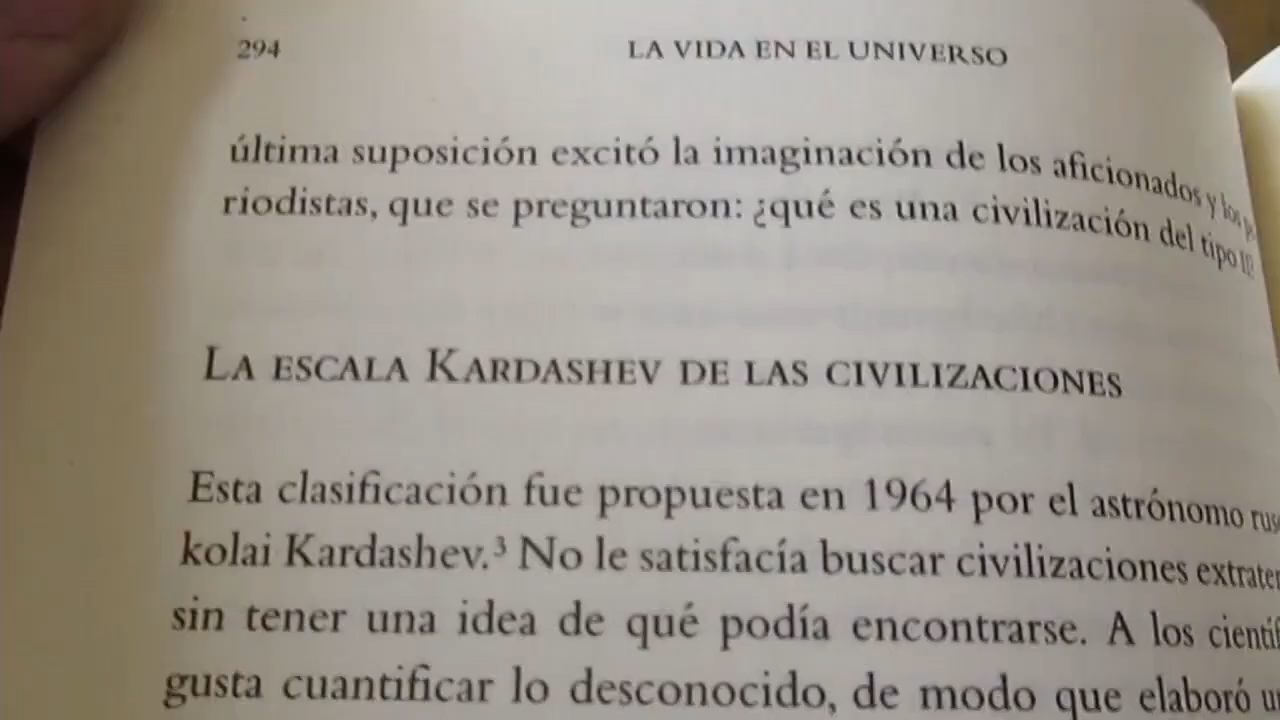 294
LA VIDA EN EL UNIVERSO
última suposición excitó la imaginación de los aficionados y los
riodistas, que se preguntaron: ¿qué es una civilización del tipo
LA ESCALA KARDASHEV DE LAS CIVILIZACIONES
Esta clasificación fue propuesta en 1964 por el astrónomo
kolai Kardashev.³ No le satisfacía buscar civilizaciones
sin tener una idea de qué podía encontrarse. A los
gusta cuantificar lo desconocido, de modo que elaboró